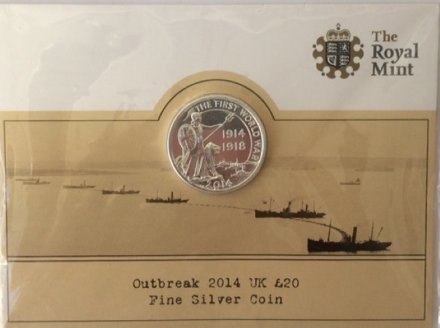 The
Royal
Mint
THE FIRST WORLD WAR
1914
1918
2014
Outbreak 2014 UK £20
Fine Silver Coin